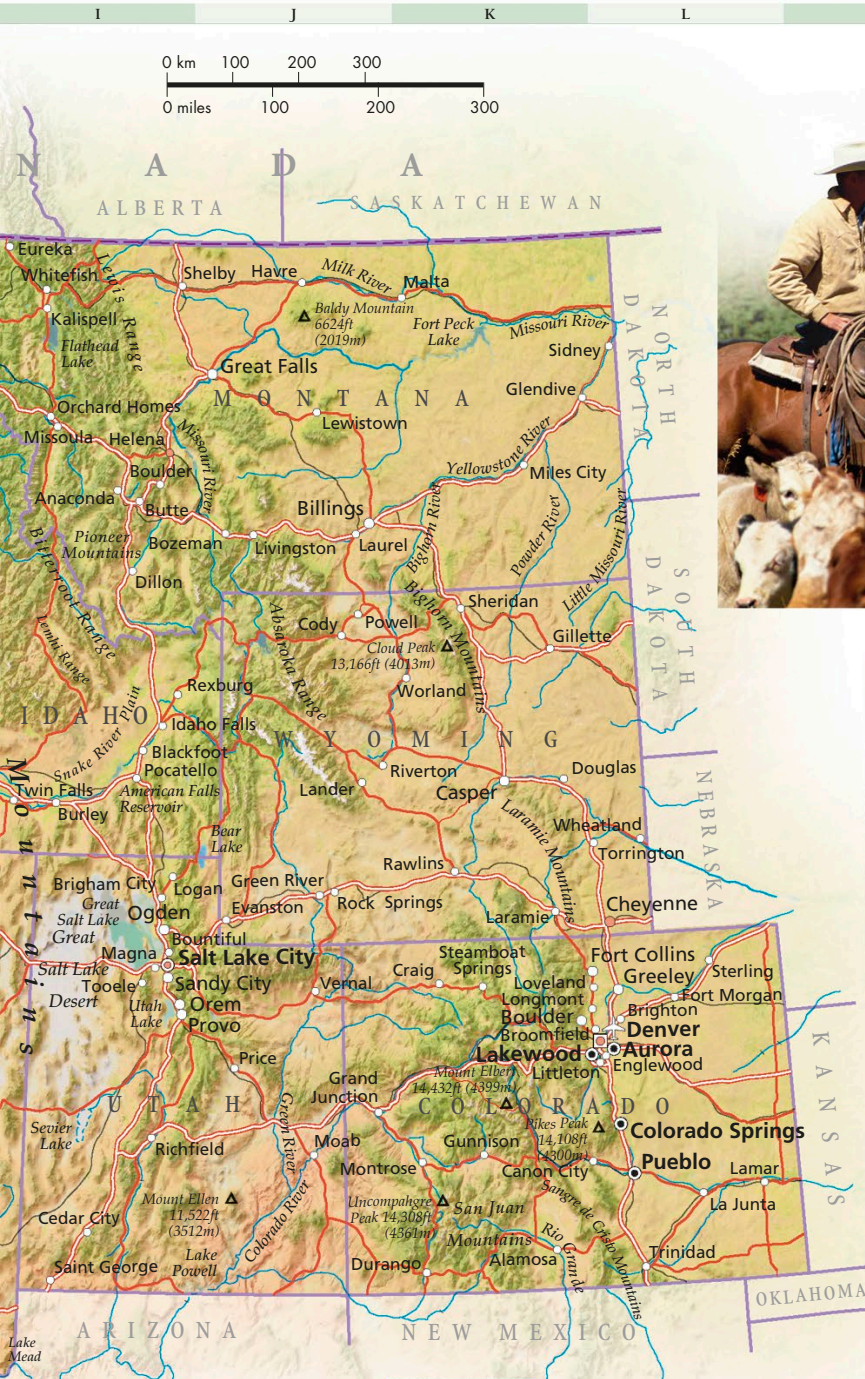 I J K L
0 km 100 200 300
0 miles 100 200 300
N A D A
ALBERTA
SASKATCHEWAN
Eureka
Whitefish
Lewis Range
Shelby
Havre
Milk River
Malta
Kalispell
Baldy Mountain
6624ft
(2019m)
Fort Peck
Lake
Missouri River
Flathead
Lake
Sidney
NORTH
DAKOTA
Great Falls
MONTANA
Glendive
Orchard Homes
Lewistown
Missoula
Helena
Missouri River
Boulder
Yellowstone River
Miles City
Anaconda
Butte
Billings
Bighorn River
Powder River
Little Missouri River
Pioneer
Mountains
Bozeman
Livingston
Laurel
Bitterroot Range
Dillon
SOUTH
DAKOTA
Lemhi Range
Absaroka Range
Cody
Powell
Bighorn Mountains
Sheridan
Cloud Peak
13,166ft (4013m)
Gillette
Rexburg
Worland
IDAHO
Snake River Plain
Idaho Falls
WYOMING
Blackfoot
Pocatello
Riverton
Douglas
Twin Falls
American Falls
Reservoir
Lander
Casper
Burley
NEBRASKA
Mountains
Bear
Lake
Laramie Mountains
Wheatland
Torrington
Brigham City
Logan
Green River
Rawlins
Great
Salt Lake
Ogden
Evanston
Rock Springs
Laramie
Cheyenne
Great
Salt Lake
Desert
Bountiful
Magna
Salt Lake City
Steamboat
Springs
Fort Collins
Tooele
Sandy City
Vernal
Craig
Loveland
Greeley
Sterling
Utah
Lake
Orem
Longmont
Fort Morgan
Provo
Boulder
Brighton
Broomfield
Denver
Lakewood
Aurora
Price
Mount Elbert
14,432ft (4399m)
Littleton
Englewood
KANSAS
Grand
Junction
UTAH
Green River
COLORADO
Sevier
Lake
Pikes Peak
14,108ft
(4300m)
Colorado Springs
Richfield
Moab
Gunnison
Montrose
Canon City
Pueblo
Lamar
Mount Ellen
11,522ft
(3512m)
Colorado River
Uncompahgre
Peak 14,308ft
(4361m)
San Juan
Mountains
Sangre de Cristo Mountains
La Junta
Cedar City
Rio Grande
Lake
Powell
Alamosa
Trinidad
Saint George
Durango
OKLAHOMA
ARIZONA
NEW MEXICO
Lake
Mead